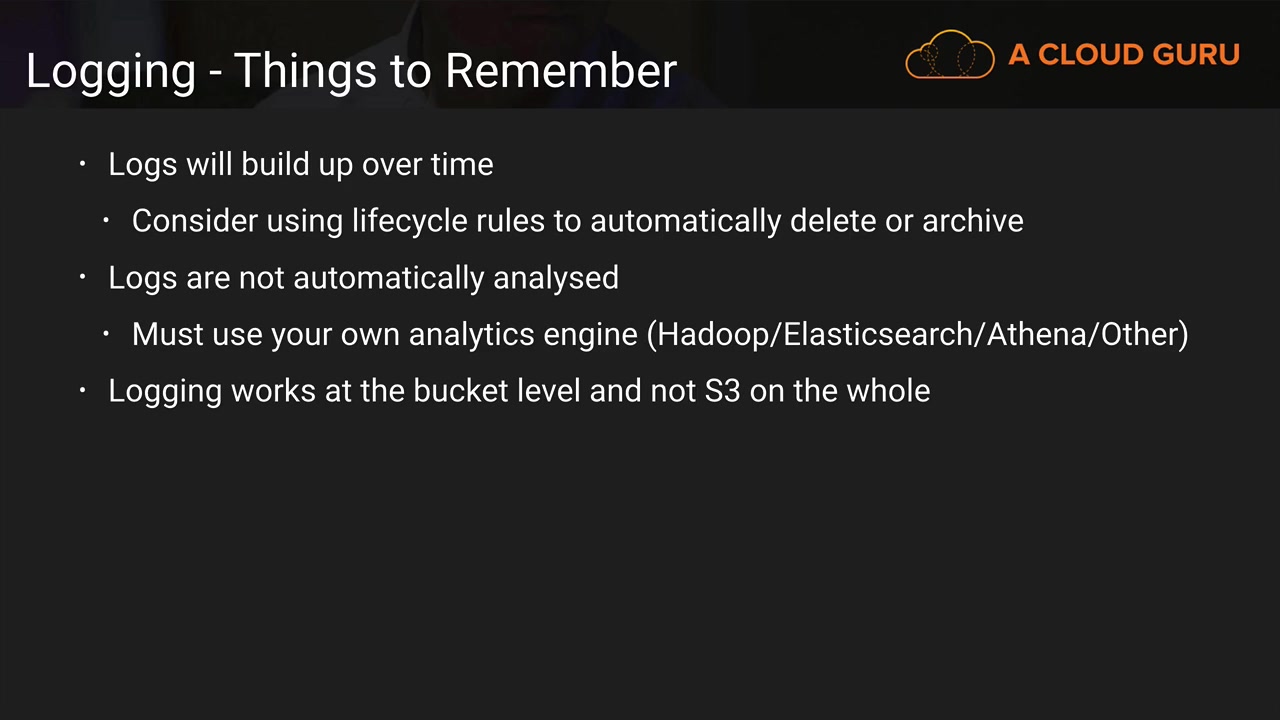 Logging - Things to Remember
A CLOUD GURU
• Logs will build up over time
• Consider using lifecycle rules to automatically delete or archive
• Logs are not automatically analysed
• Must use your own analytics engine (Hadoop/Elasticsearch/Athena/Other)
• Logging works at the bucket level and not S3 on the whole